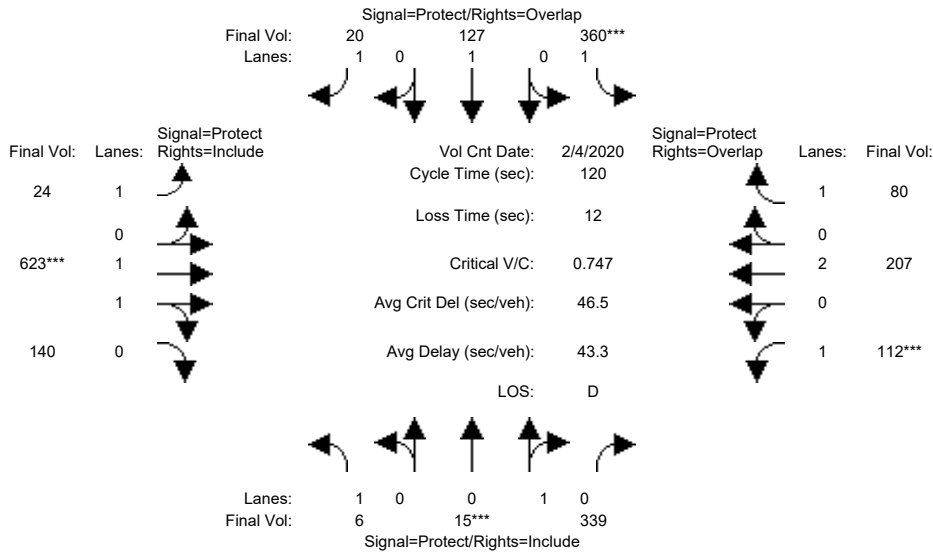 Signal=Protect/Rights=Overlap
Final Vol: 20 127 360***
Lanes: 1 0 1 0 1
Signal=Protect
Final Vol: Lanes: Rights=Include
Vol Cnt Date: 2/4/2020
Signal=Protect
Rights=Overlap Lanes: Final Vol:
Cycle Time (sec): 120
24 1
1 80
Loss Time (sec): 12
0
0
623*** 1
Critical V/C: 0.747
2 207
1
Avg Crit Del (sec/veh): 46.5
0
140 0
Avg Delay (sec/veh): 43.3
1 112***
LOS: D
Lanes: 1 0 0 1 0
Final Vol: 6 15*** 339
Signal=Protect/Rights=Include